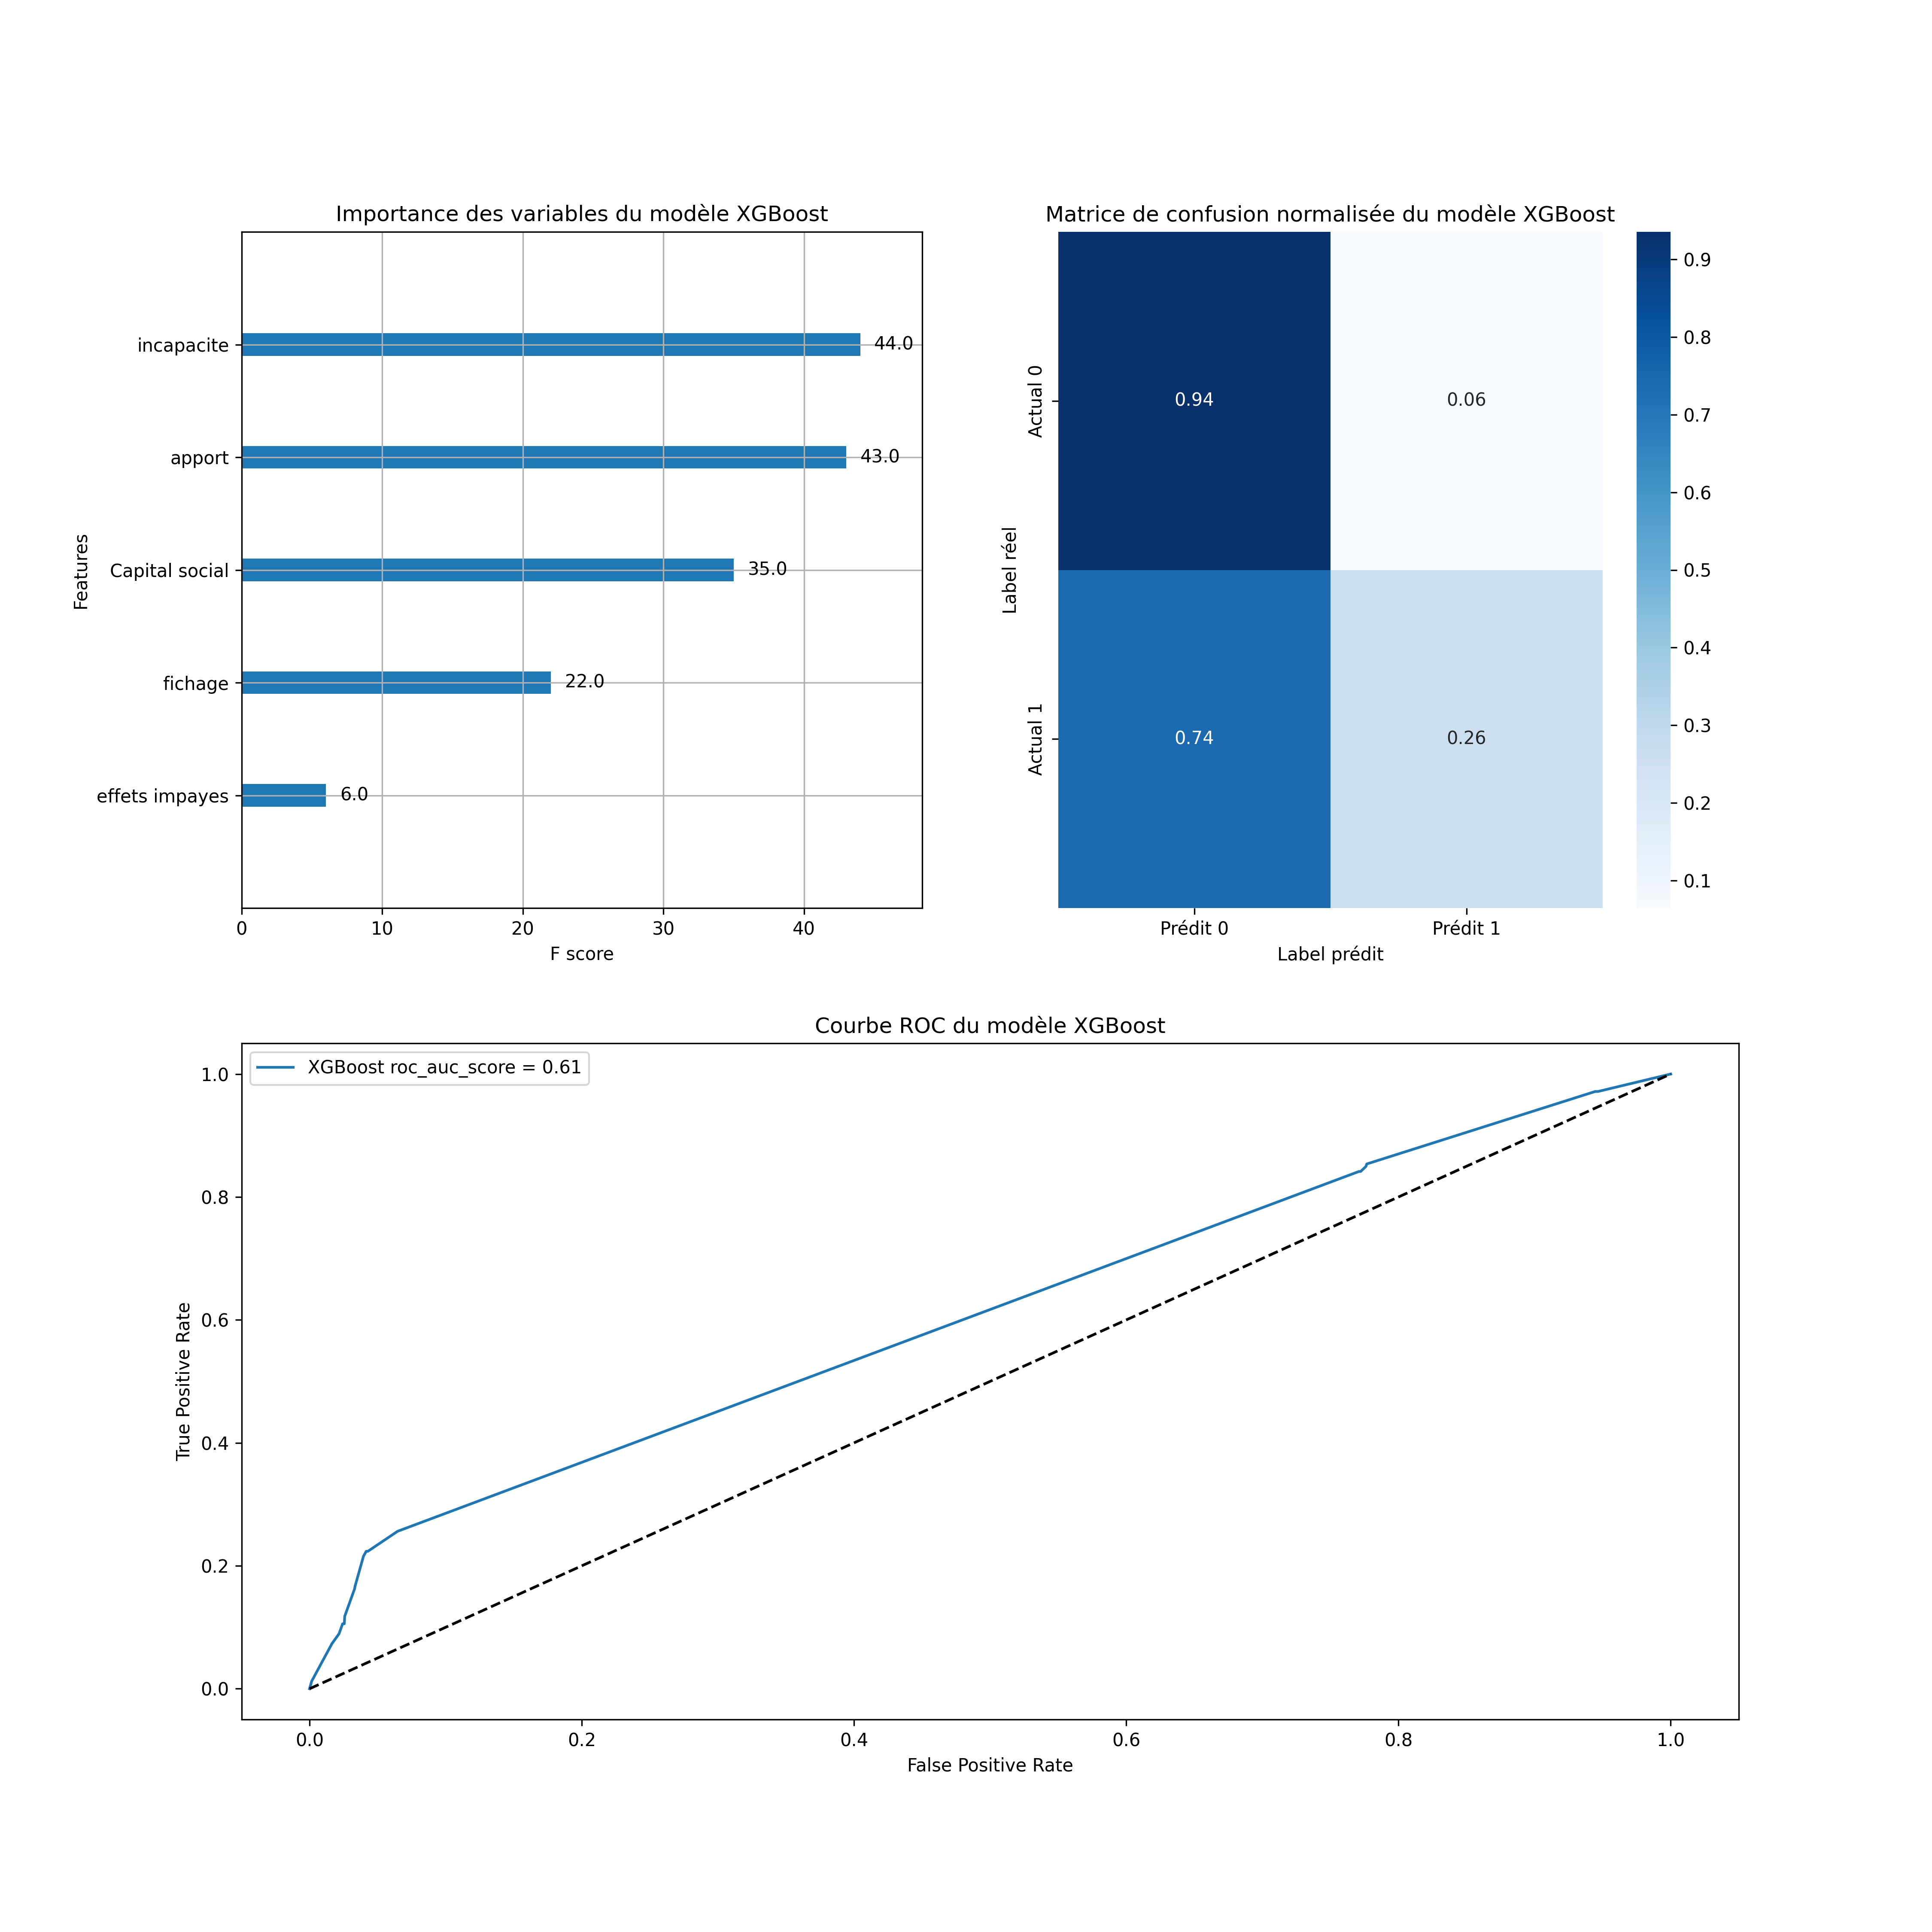 Importance des variables du modèle XGBoost
Features
incapacite
44.0
apport
43.0
Capital social
35.0
fichage
22.0
effets impayes
6.0
0 10 20 30 40
F score
Matrice de confusion normalisée du modèle XGBoost
Label réel
Actual 0
0.94 0.06
Actual 1
0.74 0.26
Prédit 0 Prédit 1
Label prédit
0.9
0.8
0.7
0.6
0.5
0.4
0.3
0.2
0.1
Courbe ROC du modèle XGBoost
XGBoost roc_auc_score = 0.61
True Positive Rate
1.0
0.8
0.6
0.4
0.2
0.0
0.0 0.2 0.4 0.6 0.8 1.0
False Positive Rate